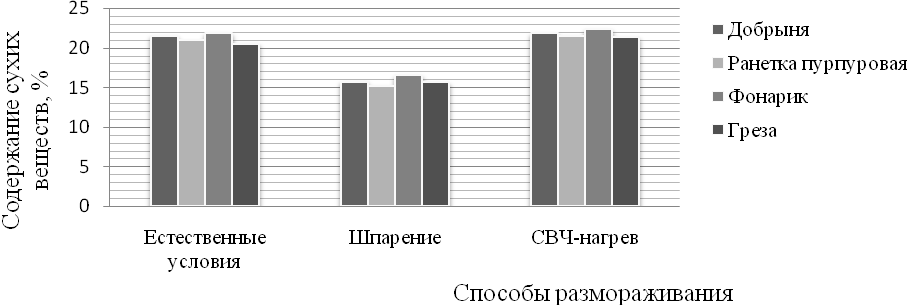 Содержание сухих
веществ, %
25
20
15
10
5
0
Естественные
условия
Шпарение
СВЧ-нагрев
Способы размораживания
Добрыня
Ранетка пурпуровая
Фонарик
Греза